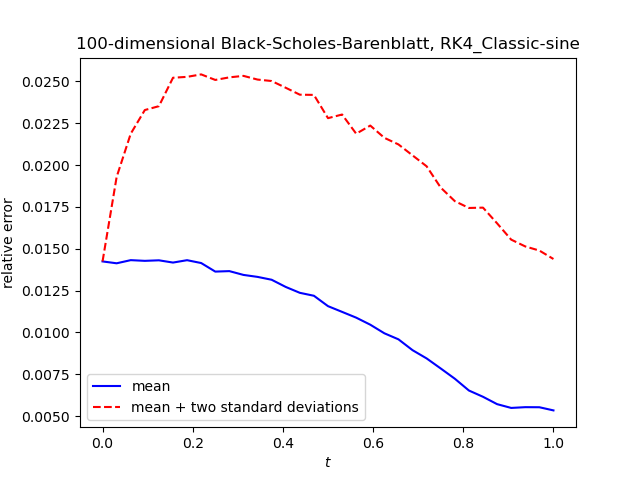 100-dimensional Black-Scholes-Barenblatt, RK4_Classic-sine
relative error
0.0250
0.0225
0.0200
0.0175
0.0150
0.0125
0.0100
0.0075
0.0050
mean
mean + two standard deviations
0.0 0.2 0.4 0.6 0.8 1.0
t